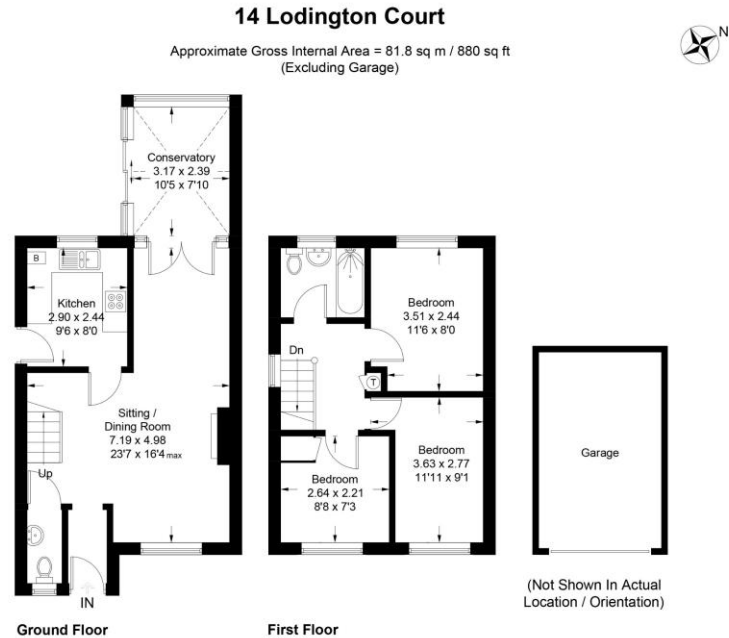 14 Lodington Court
Approximate Gross Internal Area = 81.8 sq m / 880 sq ft
(Excluding Garage)
N
Conservatory
3.17 x 2.39
10'5 x 7'10
B
Kitchen
2.90 x 2.44
9'6 x 8'0
Sitting /
Dining Room
7.19 x 4.98
23'7 x 16'4 max
Up
IN
Ground Floor
Bedroom
3.51 x 2.44
11'6 x 8'0
Dn
T
Bedroom
3.63 x 2.77
11'11 x 9'1
Bedroom
2.64 x 2.21
8'8 x 7'3
First Floor
Garage
(Not Shown In Actual
Location / Orientation)